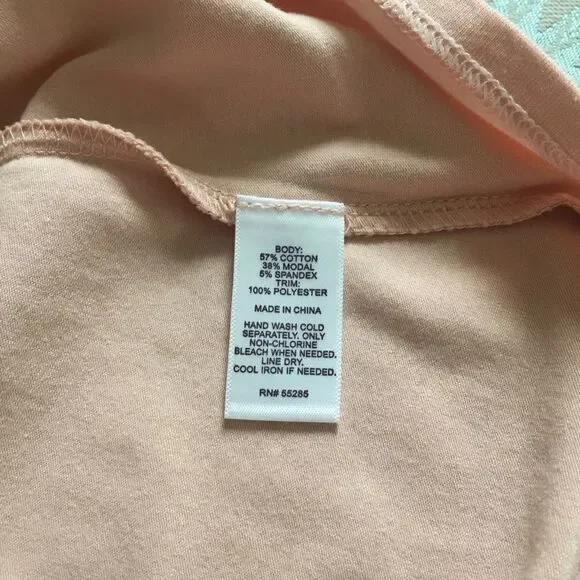 BODY:
57% COTTON
38% MODAL
5% SPANDEX
TRIM:
100% POLYESTER
MADE IN CHINA
HAND WASH COLD
SEPARATELY. ONLY
NON-CHLORINE
BLEACH WHEN NEEDED.
LINE DRY.
COOL IRON IF NEEDED.
RN# 55285